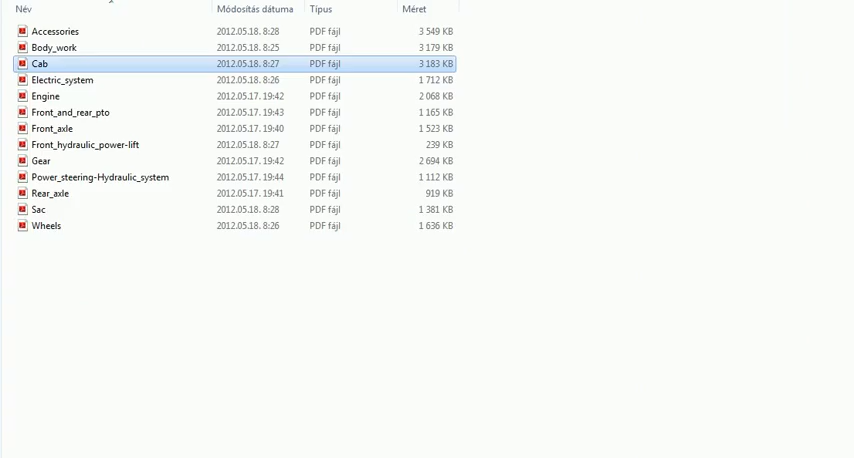 Név Módosítás dátuma Típus Méret
Accessories 2012.05.18. 8:28 PDF fájl 3 549 KB
Body_work 2012.05.18. 8:25 PDF fájl 3 179 KB
Cab 2012.05.18. 8:27 PDF fájl 3 183 KB
Electric_system 2012.05.18. 8:26 PDF fájl 1 712 KB
Engine 2012.05.17. 19:42 PDF fájl 2 068 KB
Front_and_rear_pto 2012.05.17. 19:43 PDF fájl 1 165 KB
Front_axle 2012.05.17. 19:40 PDF fájl 1 523 KB
Front_hydraulic_power-lift 2012.05.18. 8:27 PDF fájl 239 KB
Gear 2012.05.17. 19:42 PDF fájl 2 694 KB
Power_steering-Hydraulic_system 2012.05.17. 19:44 PDF fájl 1 112 KB
Rear_axle 2012.05.17. 19:41 PDF fájl 919 KB
Sac 2012.05.18. 8:28 PDF fájl 1 381 KB
Wheels 2012.05.18. 8:26 PDF fájl 1 636 KB